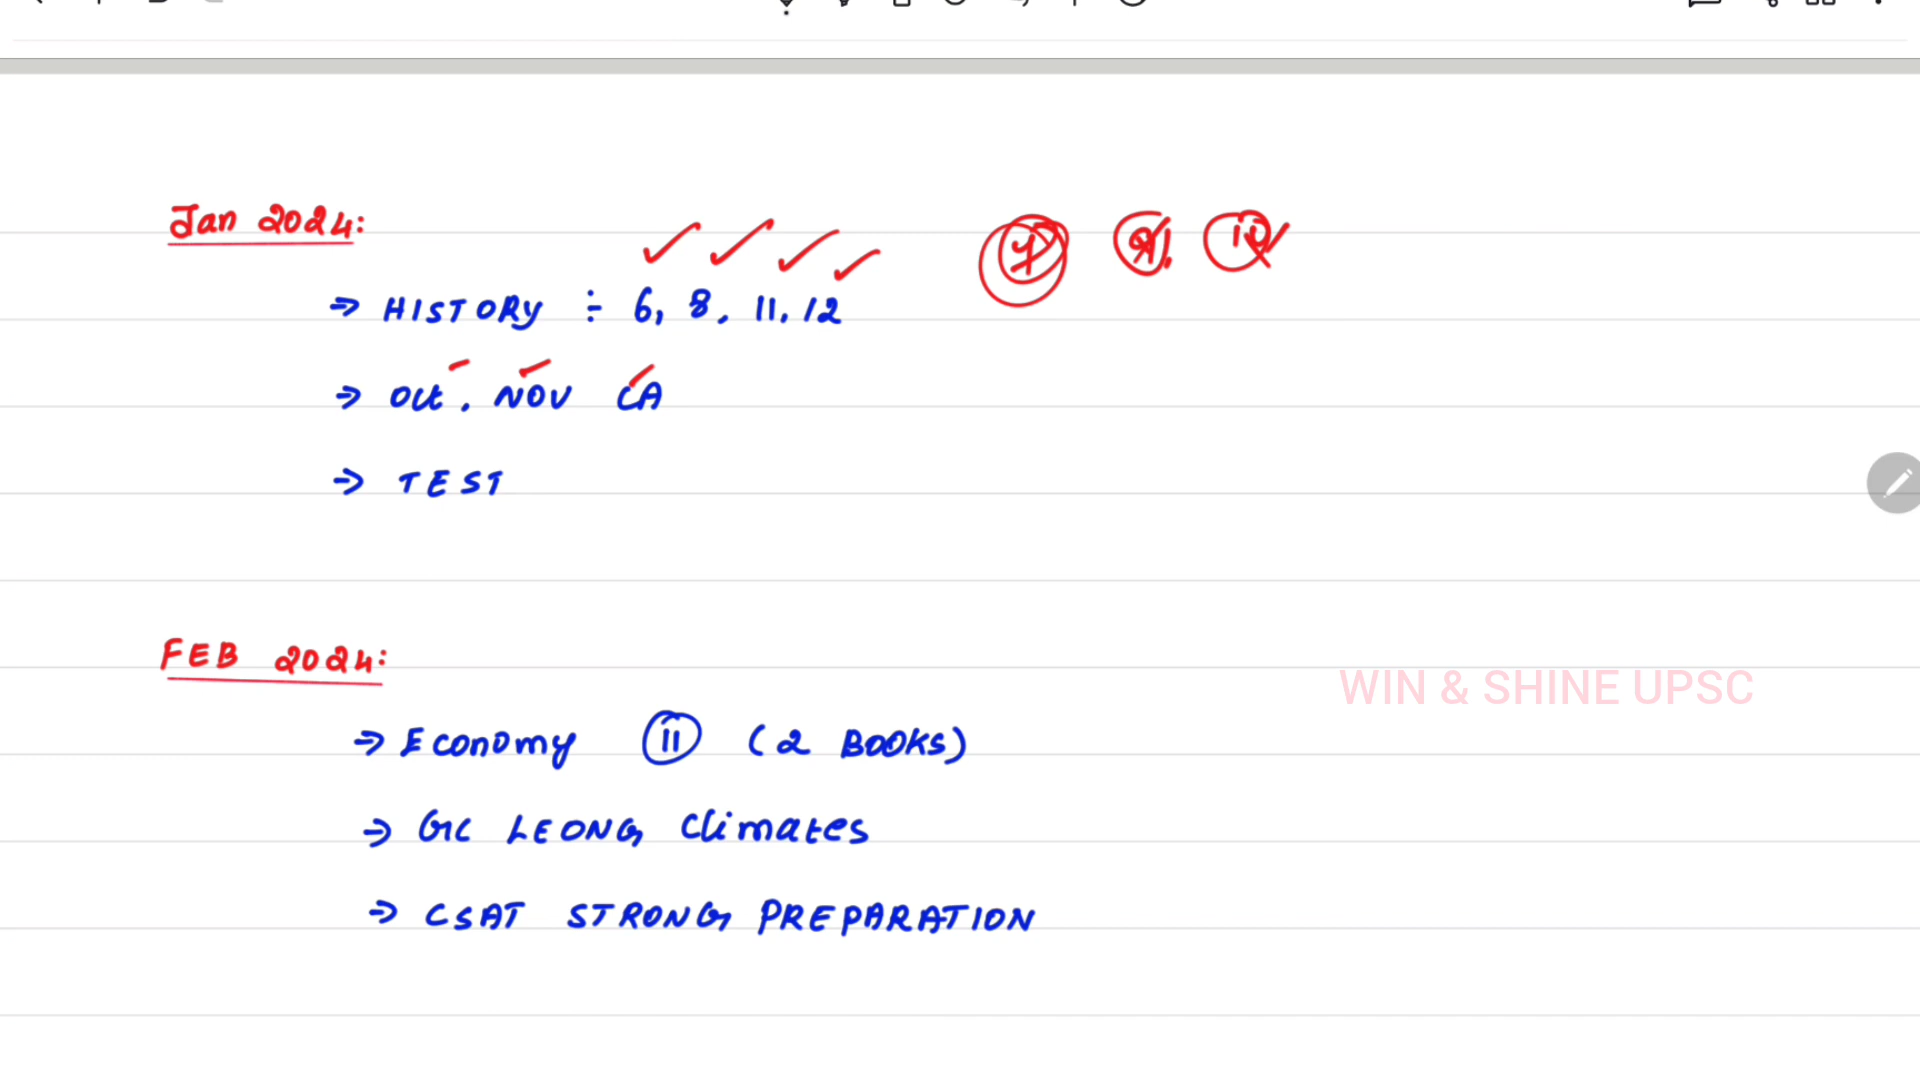 Jan 2024:
→ HISTORY ÷ 6, 8, 11, 12
→ Oct, NOV CA
→ TEST
FEB 2024:
WIN & SHINE UPSC
→ Economy 11 (2 BOOKS)
→ GC LEONG Climates
→ CSAT STRONG PREPARATION